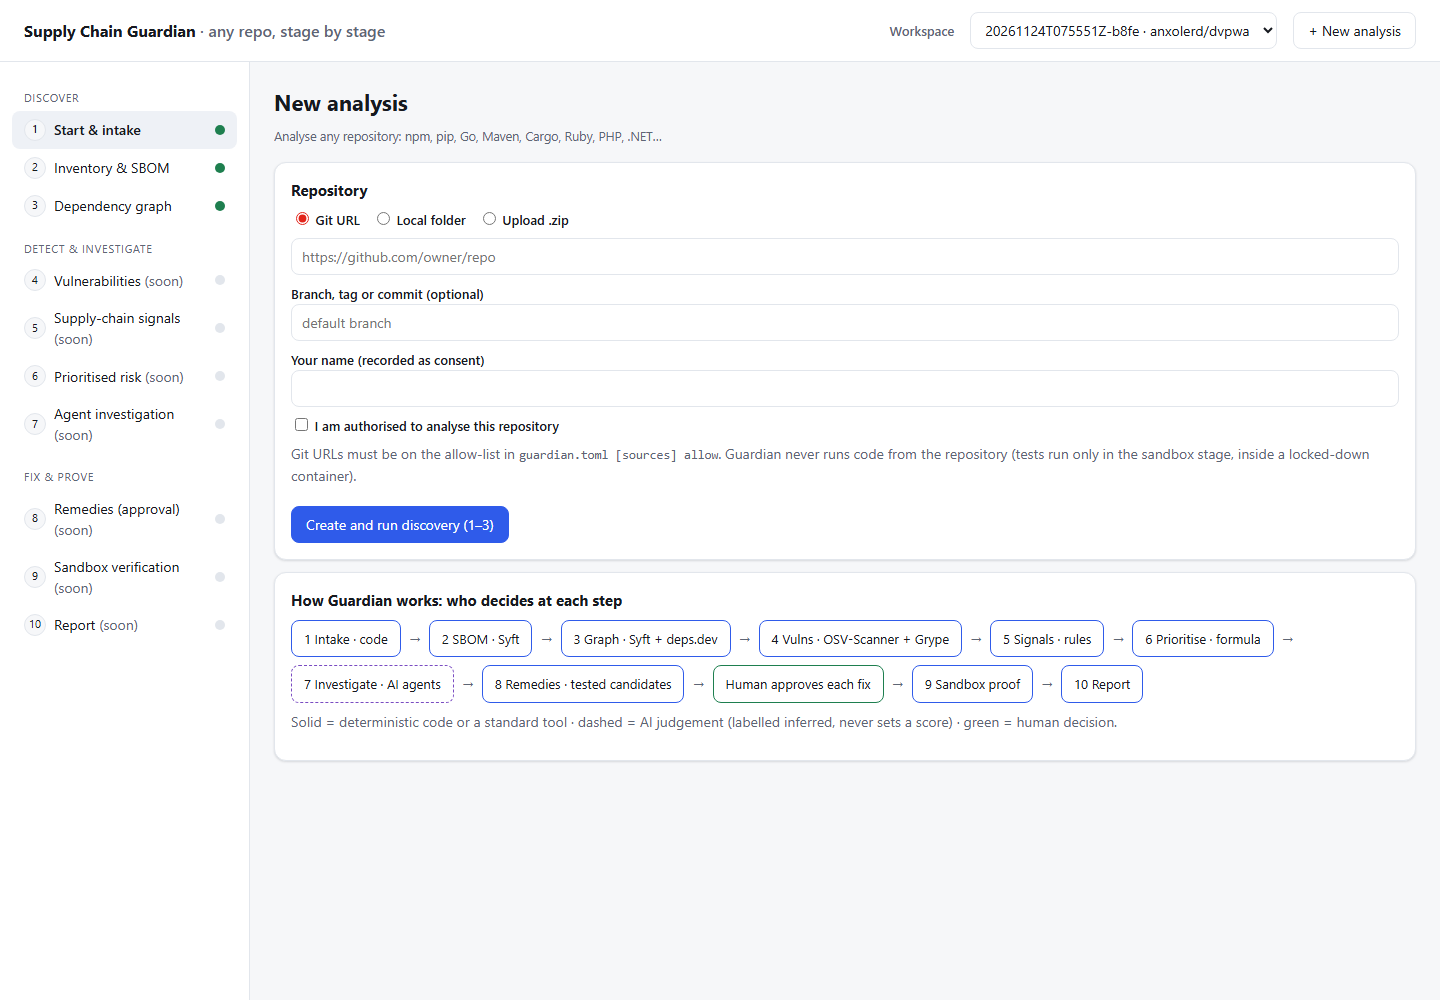 Supply Chain Guardian · any repo, stage by stage
Workspace
20261124T075551Z-b8fe · anxolerd/dvpwa
+ New analysis
DISCOVER
1 Start & intake
2 Inventory & SBOM
3 Dependency graph
DETECT & INVESTIGATE
4 Vulnerabilities (soon)
5 Supply-chain signals
(soon)
6 Prioritised risk (soon)
7 Agent investigation
(soon)
FIX & PROVE
8 Remedies (approval)
(soon)
9 Sandbox verification
(soon)
10 Report (soon)
New analysis
Analyse any repository: npm, pip, Go, Maven, Cargo, Ruby, PHP, .NET...
Repository
Git URL Local folder Upload .zip
https://github.com/owner/repo
Branch, tag or commit (optional)
default branch
Your name (recorded as consent)
I am authorised to analyse this repository
Git URLs must be on the allow-list in guardian.toml [sources] allow. Guardian never runs code from the repository (tests run only in the sandbox stage, inside a locked-down
container).
Create and run discovery (1–3)
How Guardian works: who decides at each step
1 Intake · code → 2 SBOM · Syft → 3 Graph · Syft + deps.dev → 4 Vulns · OSV-Scanner + Grype → 5 Signals · rules → 6 Prioritise · formula →
7 Investigate · AI agents → 8 Remedies · tested candidates → Human approves each fix → 9 Sandbox proof → 10 Report
Solid = deterministic code or a standard tool · dashed = AI judgement (labelled inferred, never sets a score) · green = human decision.